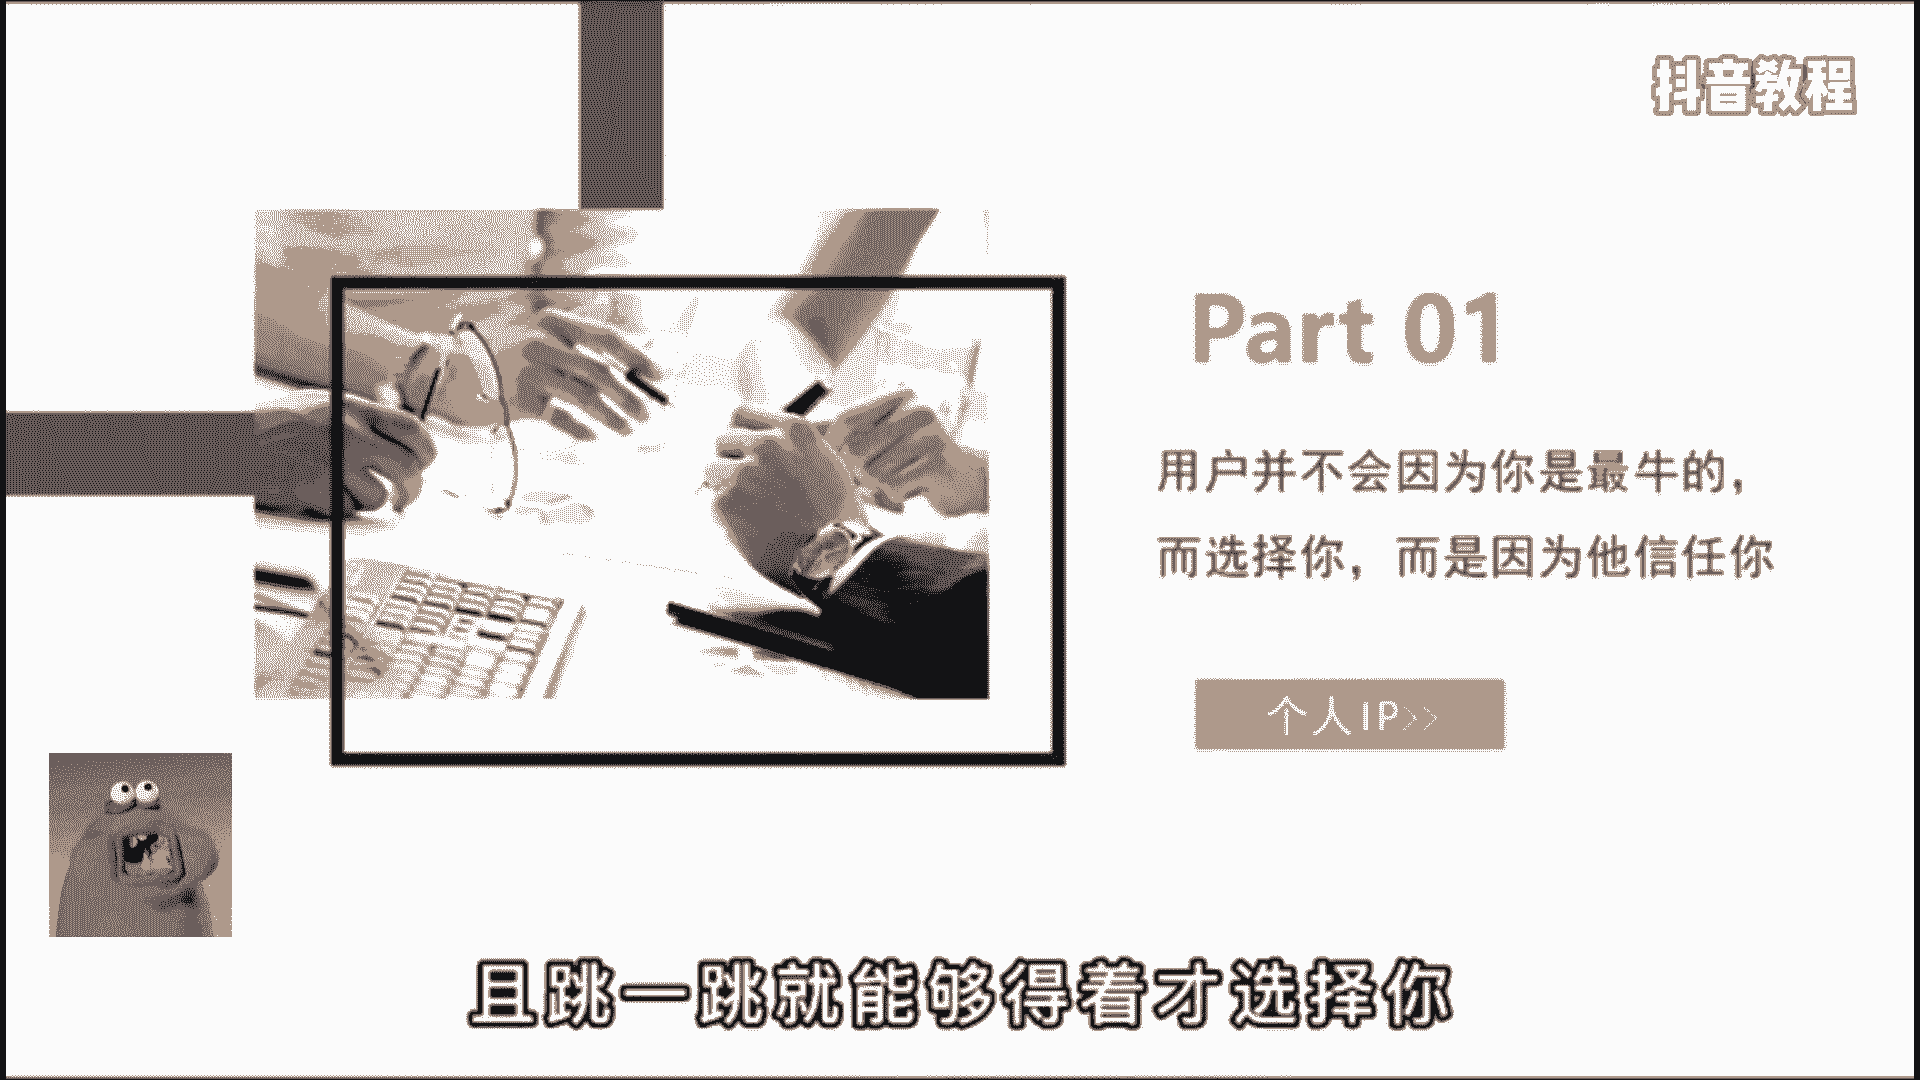 抖音教程
Part 01
用户并不会因为你是最牛的，
而选择你，而是因为他信任你
个人IP>>
且跳一跳就能够得着才选择你